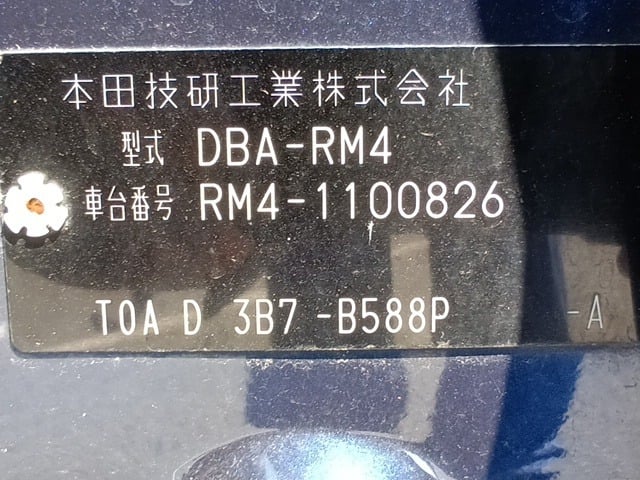 本田技研工業株式会社
型式 DBA-RM4
車台番号 RM4-1100826
TOA D 3B7 -B588P -A